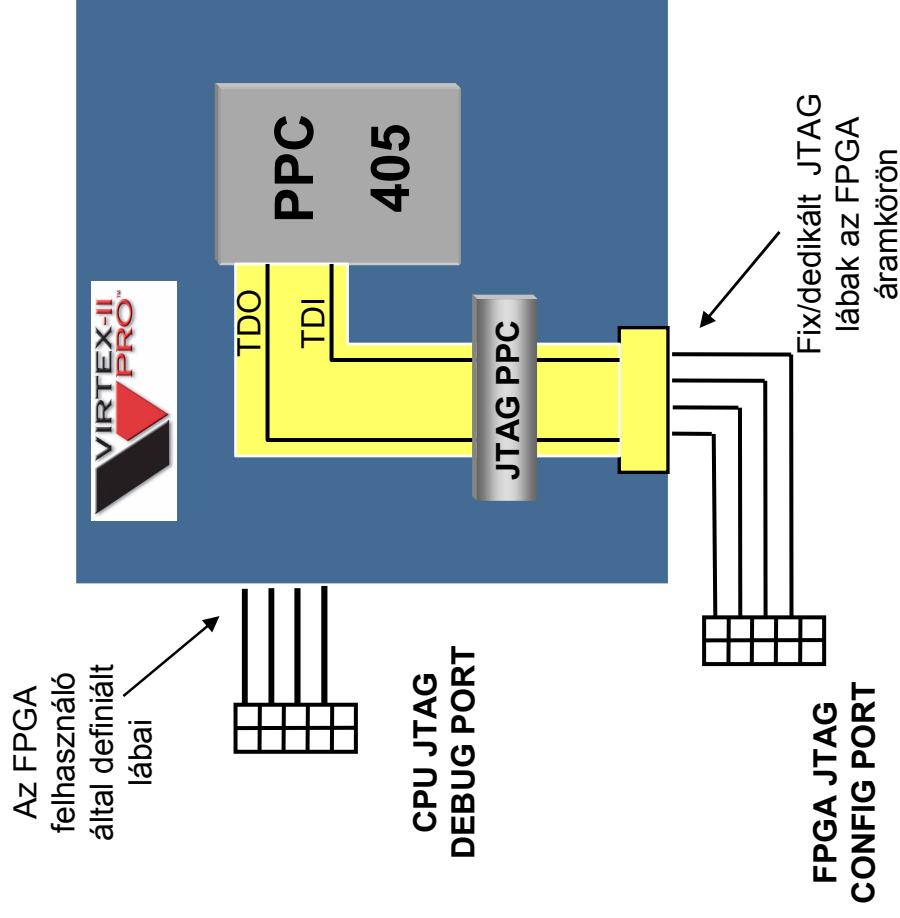 Az FPGA
felhasználó
által definiált
lábai
CPU JTAG
DEBUG PORT
FPGA JTAG
CONFIG PORT
VIRTEX-II
PRO™
TDO
TDI
PPC
405
JTAG PPC
Fix/dedikált JTAG
lábak az FPGA
áramkörön